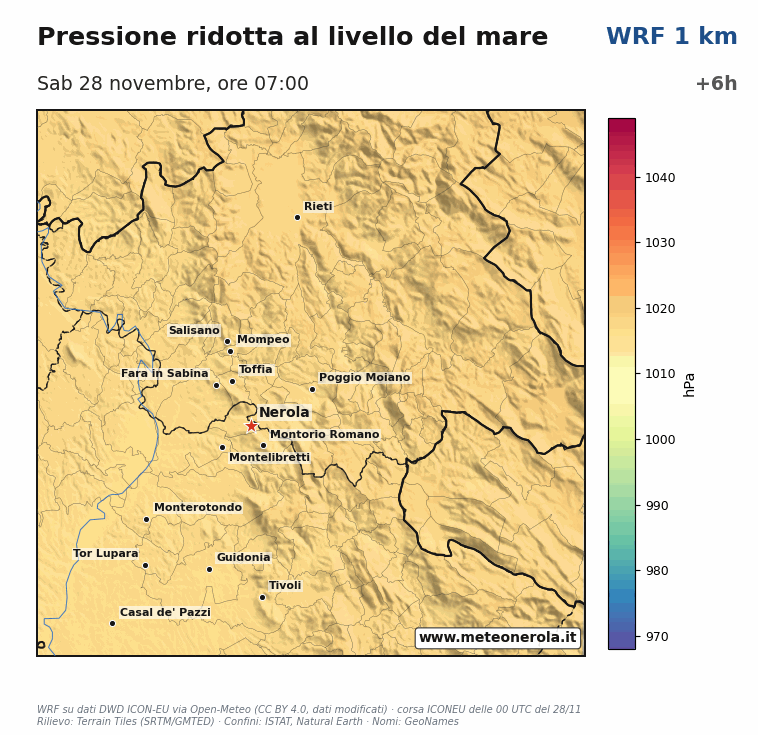 Pressione ridotta al livello del mare
WRF 1 km
Sab 28 novembre, ore 07:00
+6h
Rieti
Salisano
Mompeo
Fara in Sabina
Toffia
Poggio Moiano
Nerola
Montorio Romano
Montelibretti
Monterotondo
Tor Lupara
Guidonia
Tivoli
Casal de' Pazzi
www.meteonerola.it
1040
1030
1020
1010
1000
990
980
970
hPa
WRF su dati DWD ICON-EU via Open-Meteo (CC BY 4.0, dati modificati) · corsa ICONEU delle 00 UTC del 28/11
Rilievo: Terrain Tiles (SRTM/GMTED) · Confini: ISTAT, Natural Earth · Nomi: GeoNames